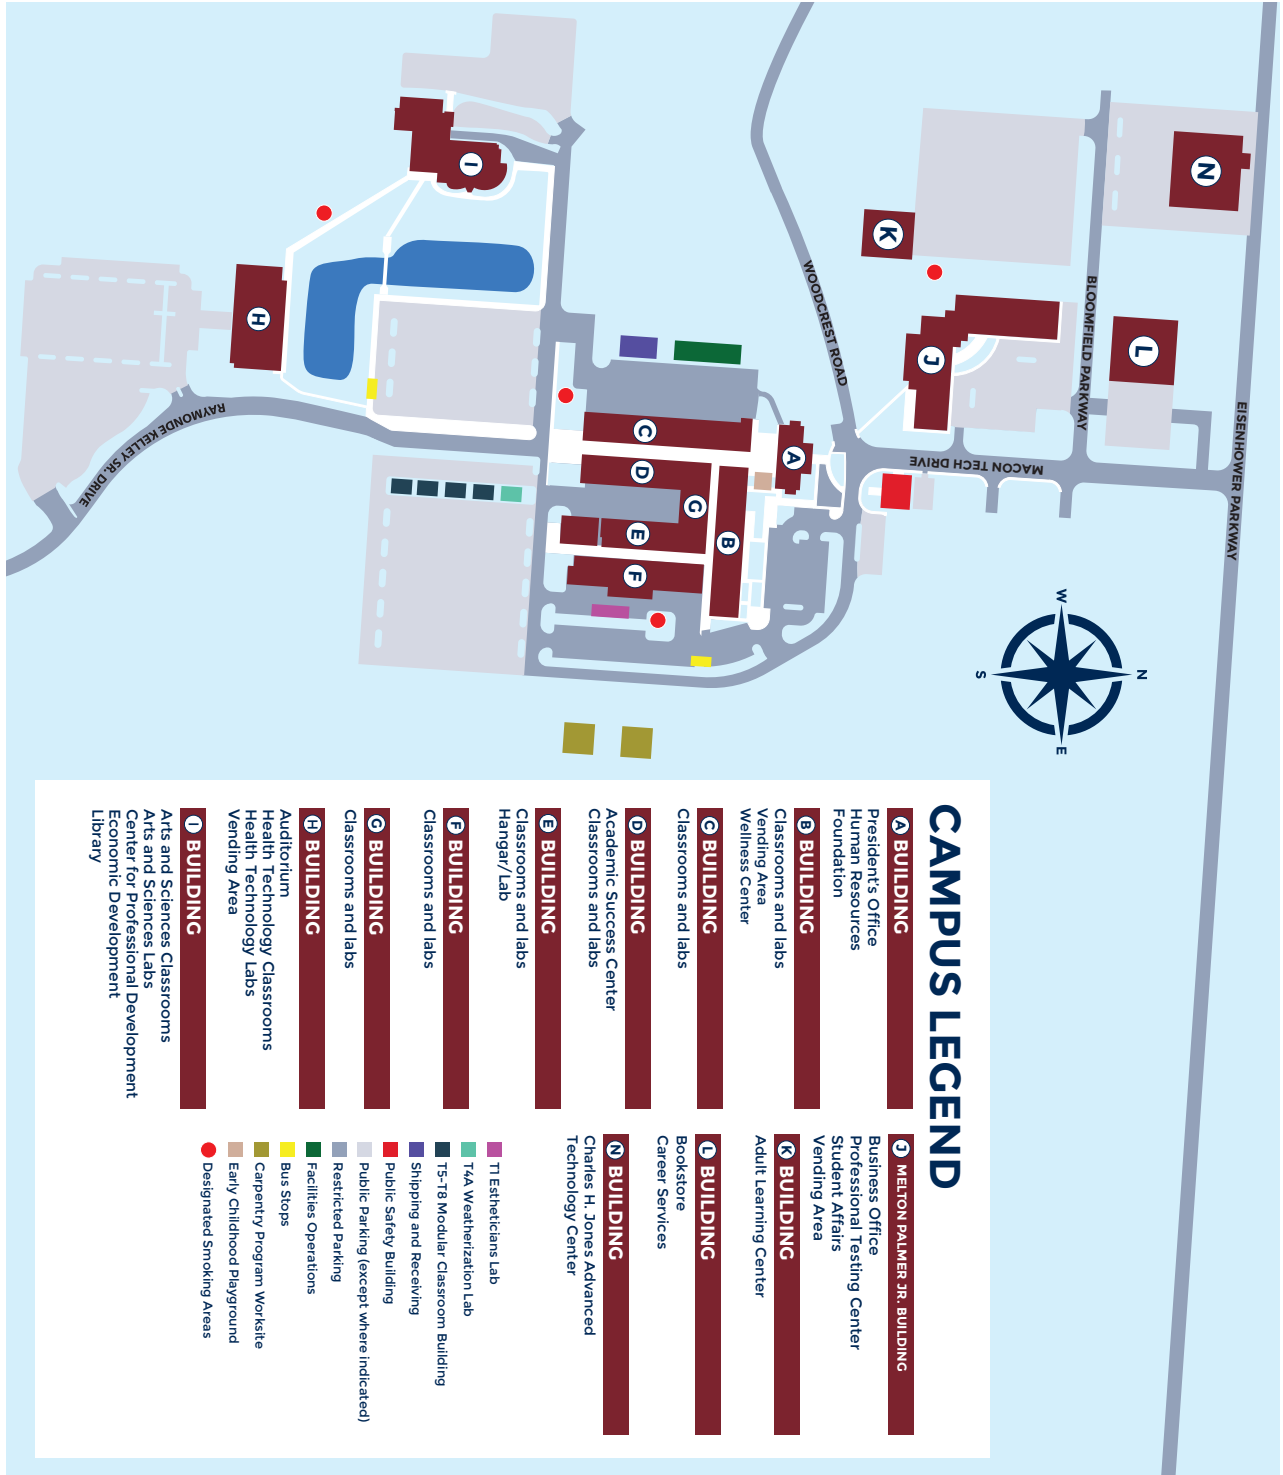 EISENHOWER PARKWAY
BLOOMFIELD PARKWAY
WOODCREST ROAD
MACON TECH DRIVE
RAYMONDE KELLEY SR. DRIVE
N
L
K
J
A
B
C
D
G
E
F
I
H
W
N
S
E
CAMPUS LEGEND
A BUILDING
President's Office
Human Resources
Foundation
B BUILDING
Classrooms and labs
Vending Area
Wellness Center
C BUILDING
Classrooms and labs
D BUILDING
Academic Success Center
Classrooms and labs
E BUILDING
Classrooms and labs
Hangar/Lab
F BUILDING
Classrooms and labs
G BUILDING
Classrooms and labs
H BUILDING
Auditorium
Health Technology Classrooms
Health Technology Labs
Vending Area
I BUILDING
Arts and Sciences Classrooms
Arts and Sciences Labs
Center for Professional Development
Economic Development
Library
J MELTON PALMER JR. BUILDING
Business Office
Professional Testing Center
Student Affairs
Vending Area
K BUILDING
Adult Learning Center
L BUILDING
Bookstore
Career Services
N BUILDING
Charles H. Jones Advanced
Technology Center
T1 Estheticians Lab
T4A Weatherization Lab
T5-T8 Modular Classroom Building
Shipping and Receiving
Public Safety Building
Public Parking (except where indicated)
Restricted Parking
Facilities Operations
Bus Stops
Carpentry Program Worksite
Early Childhood Playground
Designated Smoking Areas